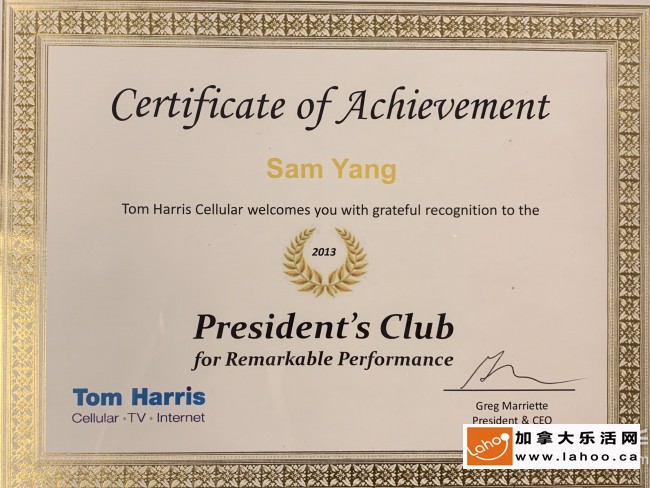 Certificate of Achievement
Sam Yang
Tom Harris Cellular welcomes you with grateful recognition to the
2013
President's Club
for Remarkable Performance
Tom Harris
Cellular • TV • Internet
Greg Marriette
President & CEO
Lahoo
加拿大乐活网
www.lahoo.ca